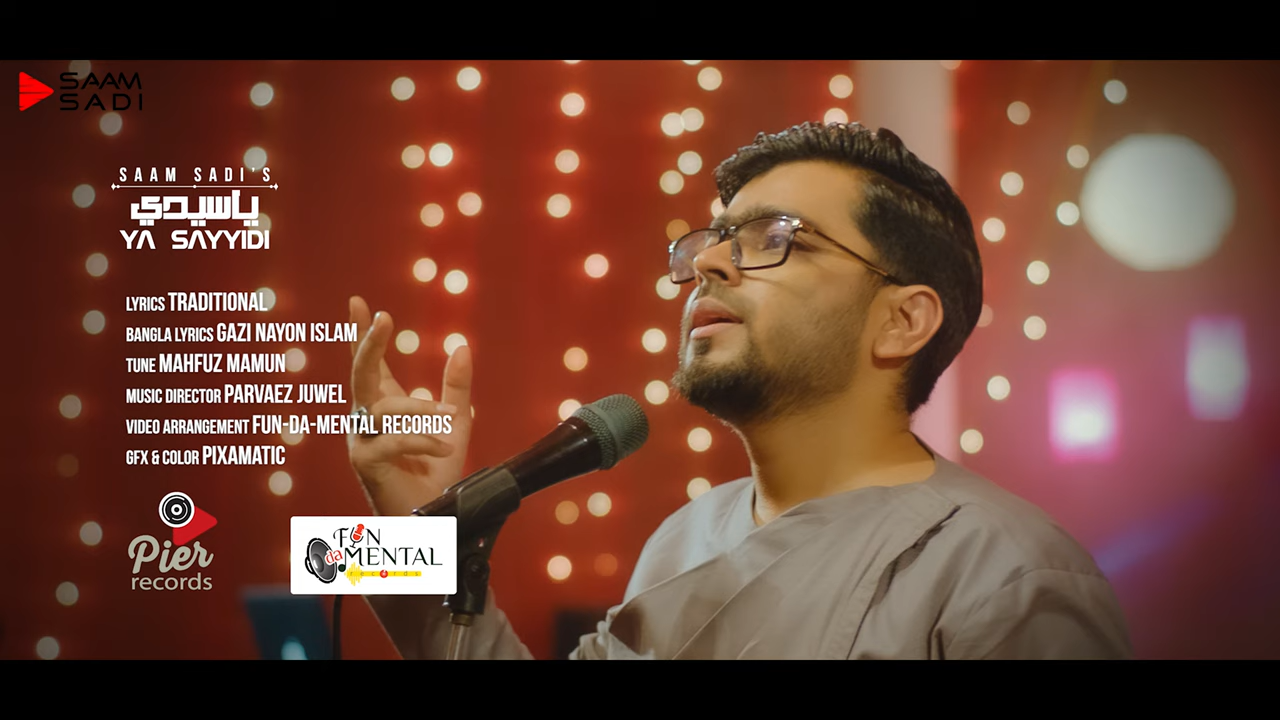 SAAM
SADI
SAAM SADI'S
ياسيدي
YA SAYYIDI
LYRICS TRADITIONAL
BANGLA LYRICS GAZI NAYON ISLAM
TUNE MAHFUZ MAMUN
MUSIC DIRECTOR PARVAEZ JUWEL
VIDEO ARRANGEMENT FUN-DA-MENTAL RECORDS
GFX & COLOR PIXAMATIC
Pier
records
FUN
da MENTAL
records